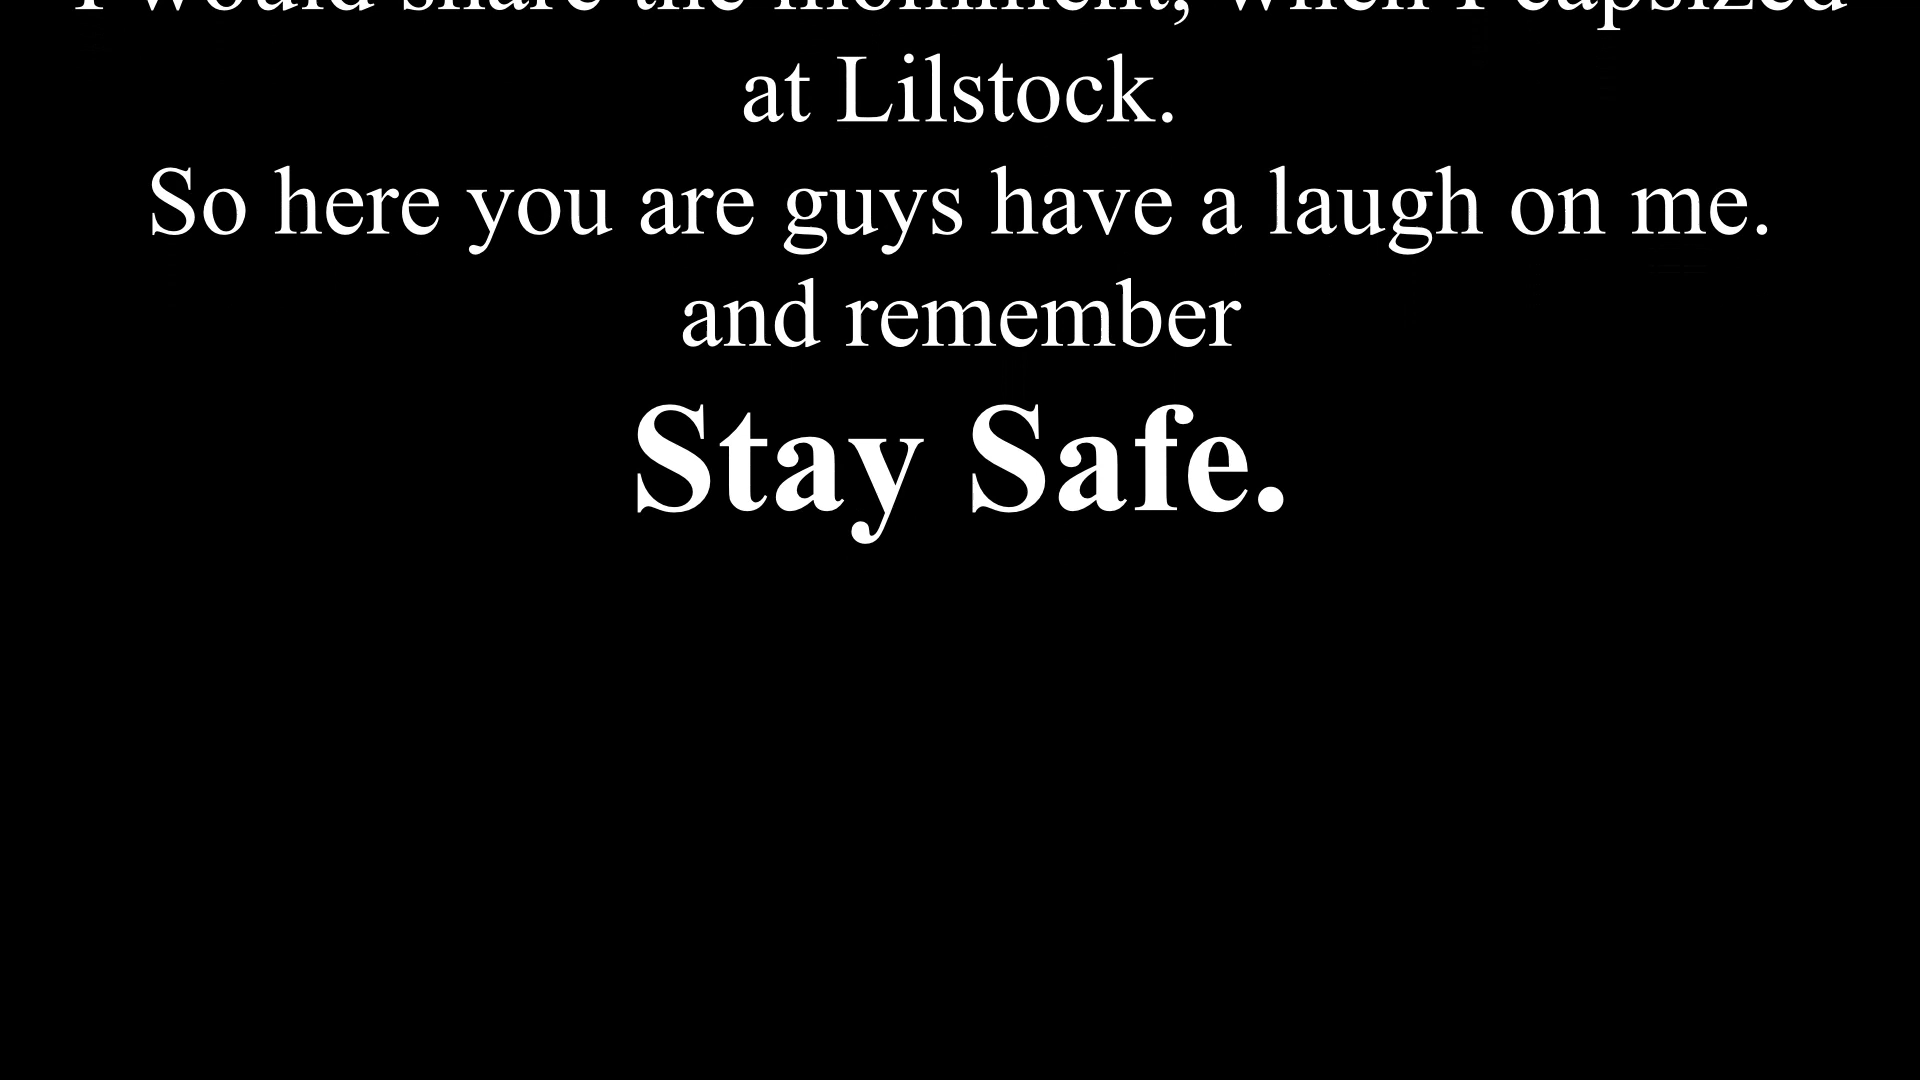 I would share the momment, when I capsized
at Lilstock.
So here you are guys have a laugh on me.
and remember
Stay Safe.